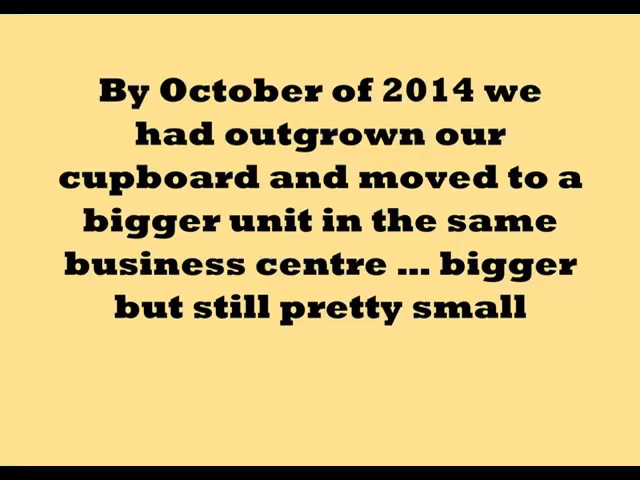 By October of 2014 we
had outgrown our
cupboard and moved to a
bigger unit in the same
business centre ... bigger
but still pretty small